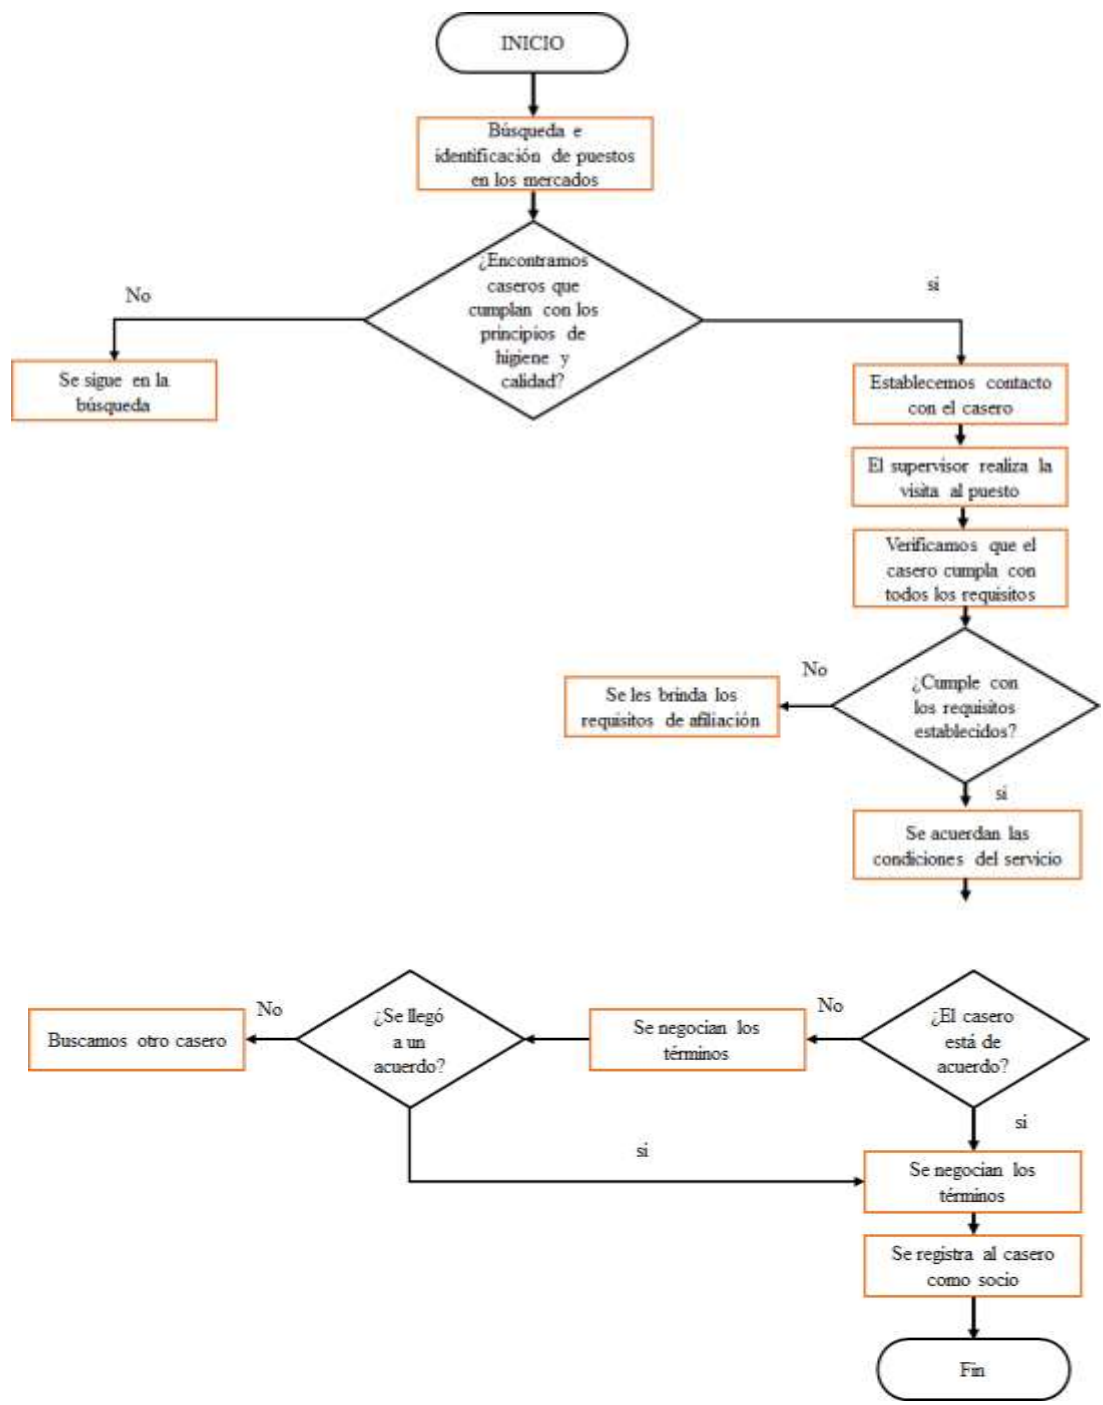 INICIO
Búsqueda e
identificación de puestos
en los mercados
¿Encontramos
caseros que
cumplan con los
principios de
higiene y
calidad?
No
si
Se sigue en la
búsqueda
Establecemos contacto
con el casero
El supervisor realiza la
visita al puesto
Verificamos que el
casero cumpla con
todos los requisitos
¿Cumple con
los requisitos
establecidos?
No
Se les brinda los
requisitos de afiliación
si
Se acuerdan las
condiciones del servicio
¿El casero
está de
acuerdo?
No
Se negocian los
términos
¿Se llegó
a un
acuerdo?
No
Buscamos otro casero
si
si
Se negocian los
términos
Se registra al casero
como socio
Fin